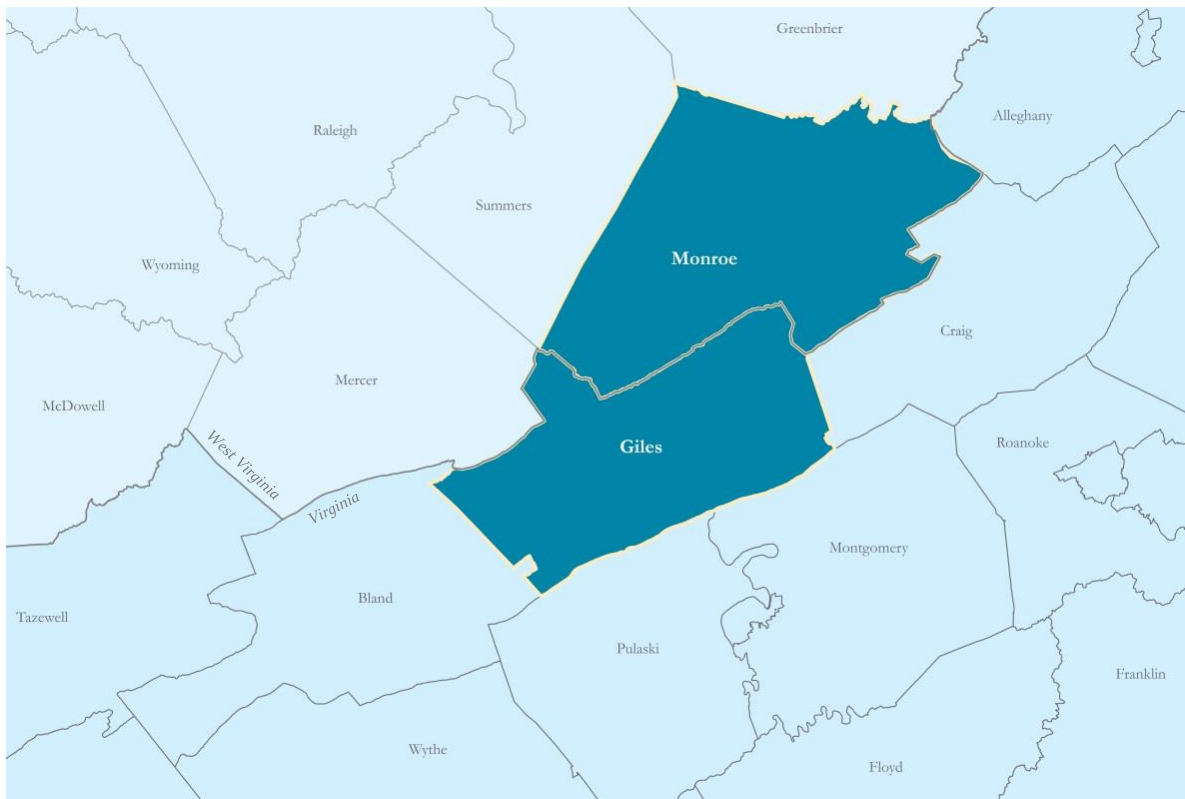 Greenbrier
Alleghany
Raleigh
Summers
Monroe
Wyoming
Craig
Mercer
McDowell
Giles
Roanoke
West Virginia
Virginia
Montgomery
Bland
Tazewell
Pulaski
Franklin
Wythe
Floyd